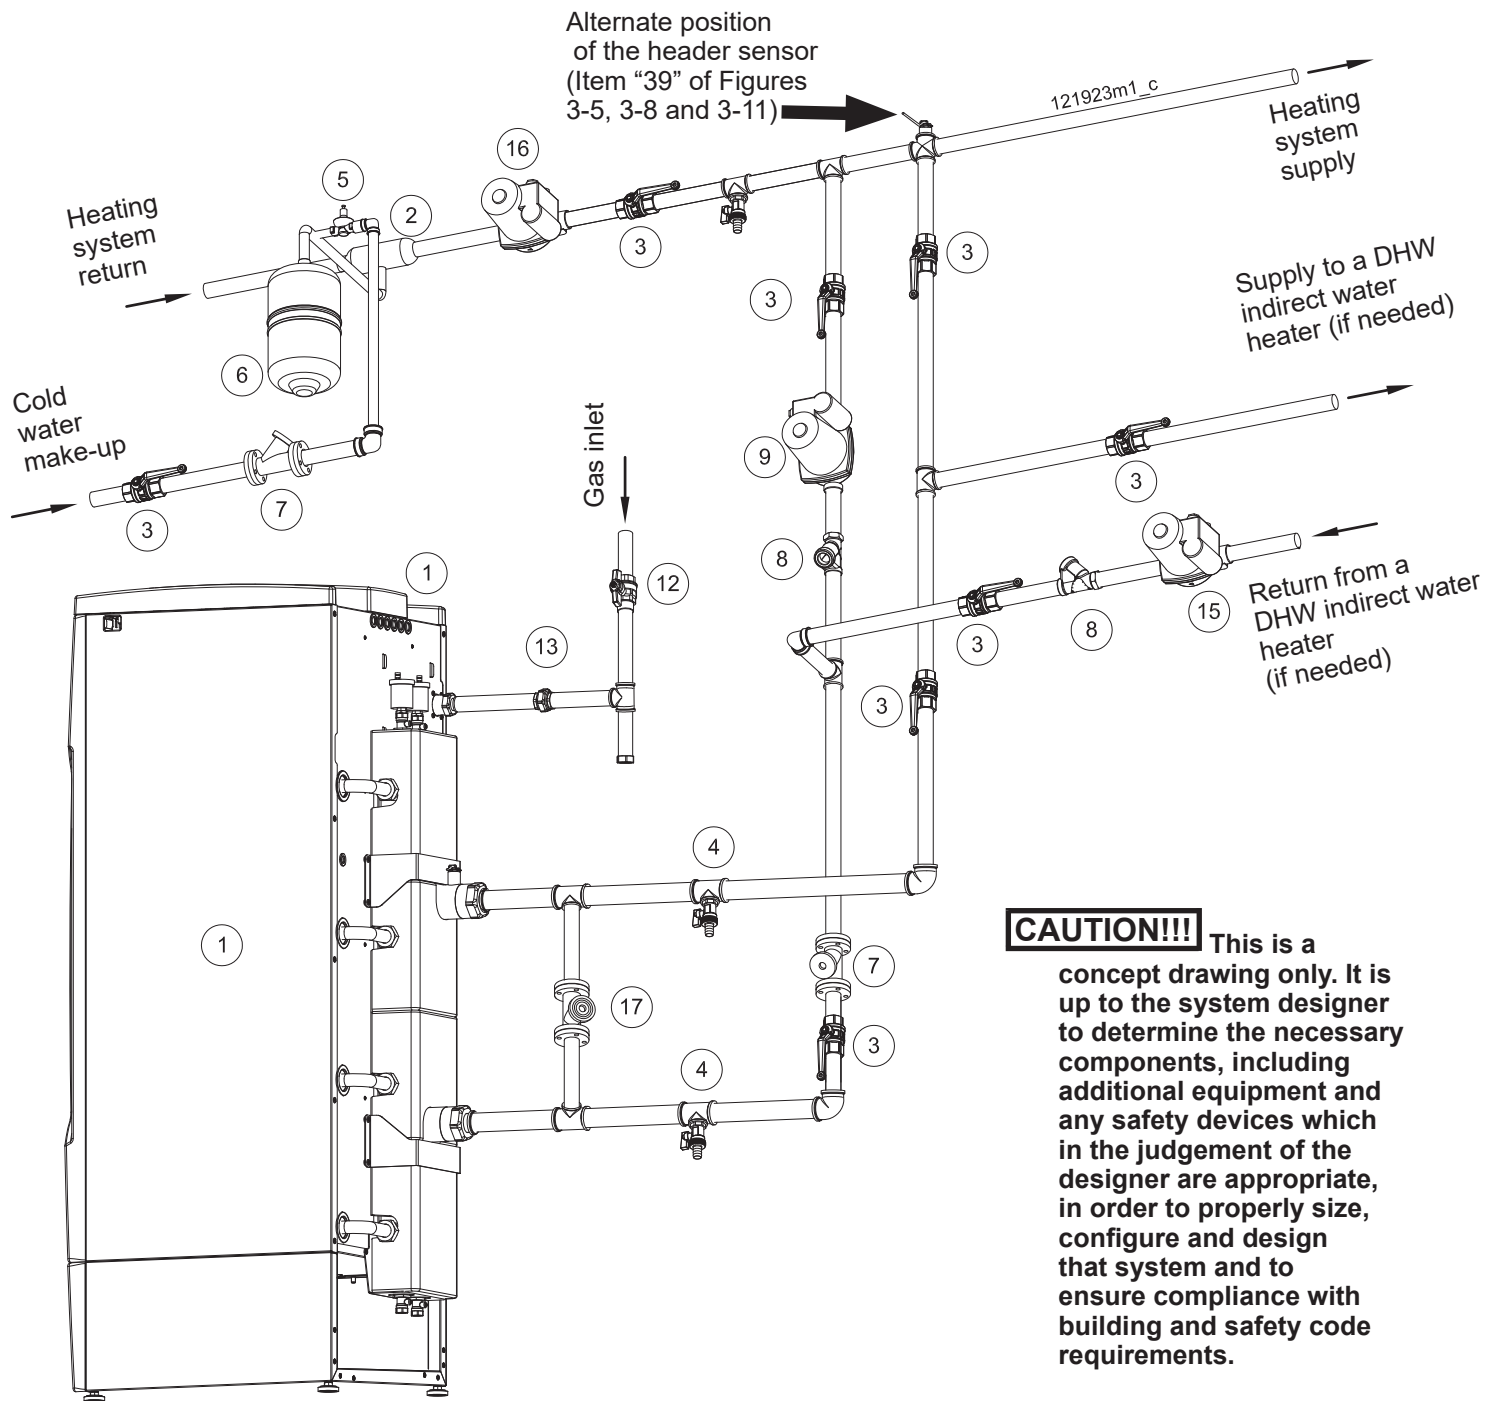 Alternate position
of the header sensor
(Item “39” of Figures
3-5, 3-8 and 3-11)
121923m1_c
Heating
system
supply
16
5
2
Heating
system
return
3
3
3
Supply to a DHW
indirect water
heater (if needed)
6
Cold
water
make-up
Gas inlet
9
3
7
3
8
12
1
Return from a
DHW indirect water
heater
(if needed)
15
8
3
13
3
4
1
CAUTION!!! This is a
concept drawing only. It is
up to the system designer
to determine the necessary
components, including
additional equipment and
any safety devices which
in the judgement of the
designer are appropriate,
in order to properly size,
configure and design
that system and to
ensure compliance with
building and safety code
requirements.
7
17
3
4